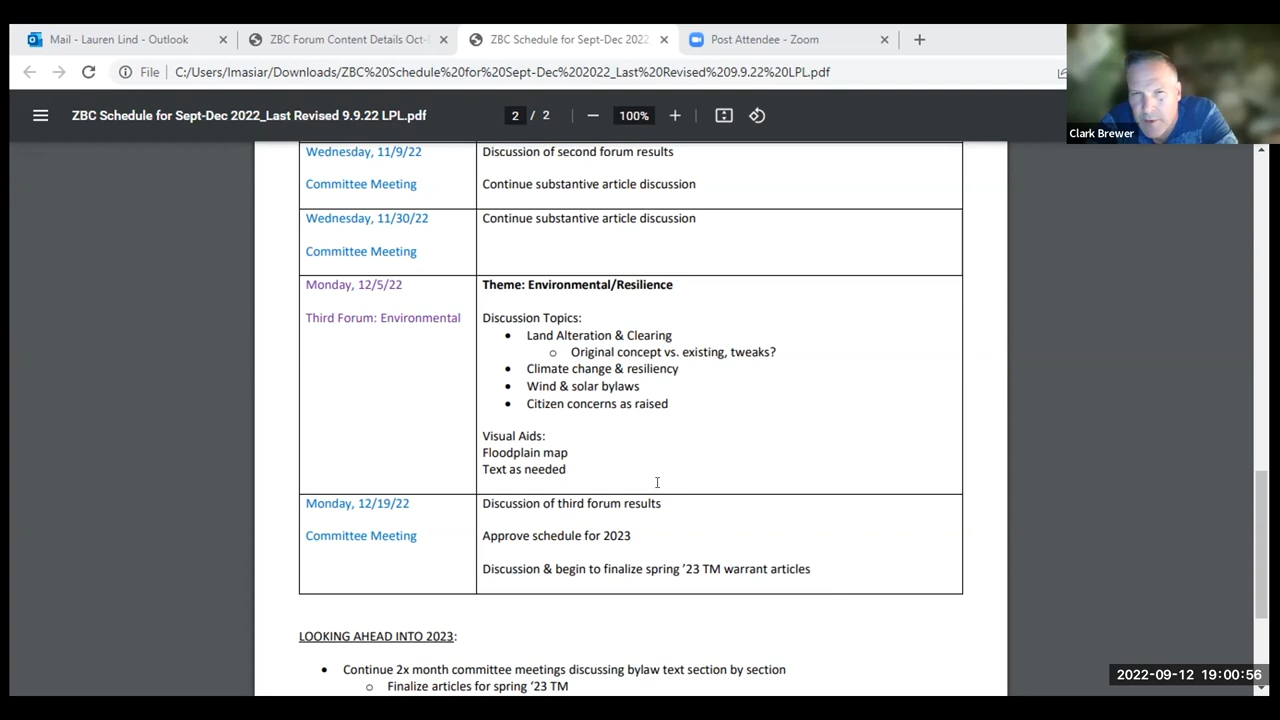 Mail - Lauren Lind - Outlook
ZBC Forum Content Details Oct-
ZBC Schedule for Sept-Dec 2022
Post Attendee - Zoom
File
C:/Users/lmasiar/Downloads/ZBC%20Schedule%20for%20Sept-Dec%202022_Last%20Revised%209.9.22%20LPL.pdf
ZBC Schedule for Sept-Dec 2022_Last Revised 9.9.22 LPL.pdf
2 / 2
100%
Clark Brewer
Wednesday, 11/9/22
Discussion of second forum results
Committee Meeting
Continue substantive article discussion
Wednesday, 11/30/22
Continue substantive article discussion
Committee Meeting
Monday, 12/5/22
Theme: Environmental/Resilience
Third Forum: Environmental
Discussion Topics:
• Land Alteration & Clearing
o Original concept vs. existing, tweaks?
• Climate change & resiliency
• Wind & solar bylaws
• Citizen concerns as raised
Visual Aids:
Floodplain map
Text as needed
Monday, 12/19/22
Discussion of third forum results
Committee Meeting
Approve schedule for 2023
Discussion & begin to finalize spring ’23 TM warrant articles
LOOKING AHEAD INTO 2023:
• Continue 2x month committee meetings discussing bylaw text section by section
o Finalize articles for spring ’23 TM
2022-09-12 19:00:56